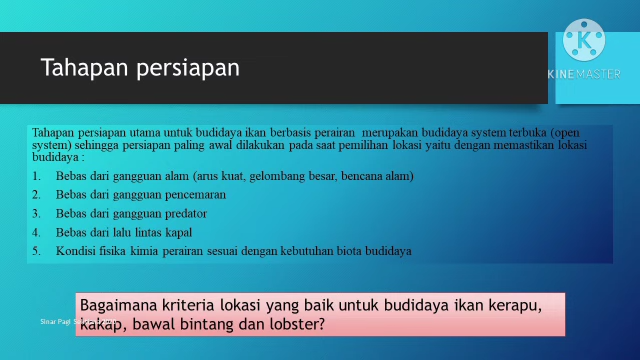 Tahapan persiapan
KINEMASTER
Tahapan persiapan utama untuk budidaya ikan berbasis perairan merupakan budidaya system terbuka (open
system) sehingga persiapan paling awal dilakukan pada saat pemilihan lokasi yaitu dengan memastikan lokasi
budidaya :
1. Bebas dari gangguan alam (arus kuat, gelombang besar, bencana alam)
2. Bebas dari gangguan pencemaran
3. Bebas dari gangguan predator
4. Bebas dari lalu lintas kapal
5. Kondisi fisika kimia perairan sesuai dengan kebutuhan biota budidaya
Bagaimana kriteria lokasi yang baik untuk budidaya ikan kerapu,
kakap, bawal bintang dan lobster?
Sinar Pagi